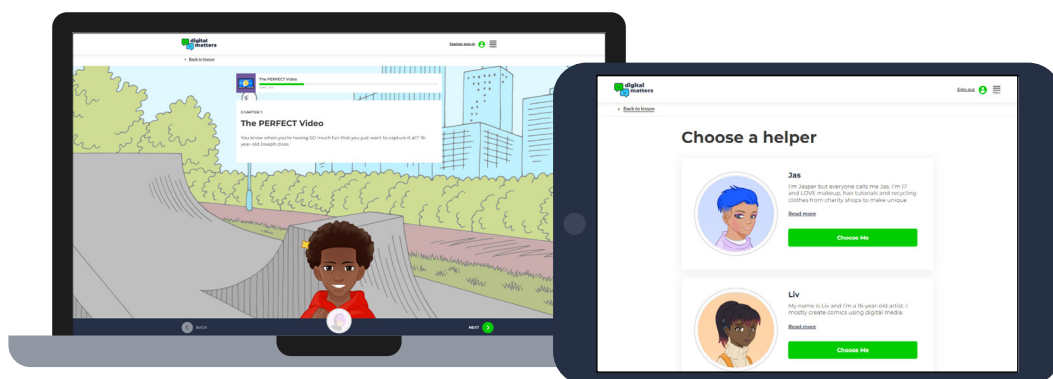 digital
matters
Teacher sign in
Back to lesson
The PERFECT Video
CHAPTER 1
The PERFECT Video
You know when you're having SO much fun that you just want to capture it all? 16-
year-old Joseph does.
BACK
NEXT
digital
matters
Sign out
Back to lesson
Choose a helper
Jas
I'm Jasper but everyone calls me Jas. I'm 17
and LOVE makeup, hair tutorials and recycling
clothes from charity shops to make unique
Read more
Choose Me
Liv
My name is Liv and I'm a 16-year-old artist. I
mostly create comics using digital media.
Read more
Choose Me